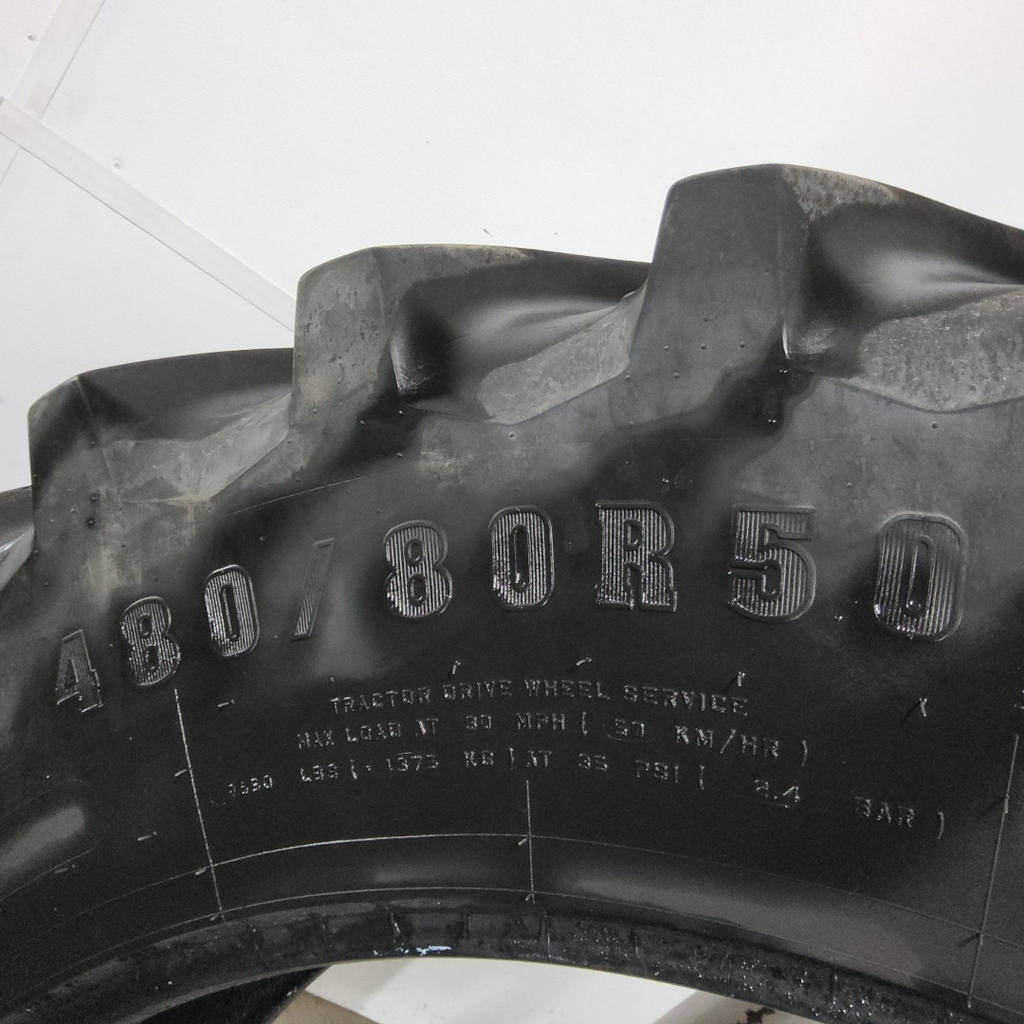 480/80R50
TRACTOR DRIVE WHEEL SERVICE
MAX LOAD AT 30 MPH ( 50 KM/HR )
LBS ( 4375 KG ) AT 35 PSI ( 2.4 BAR )